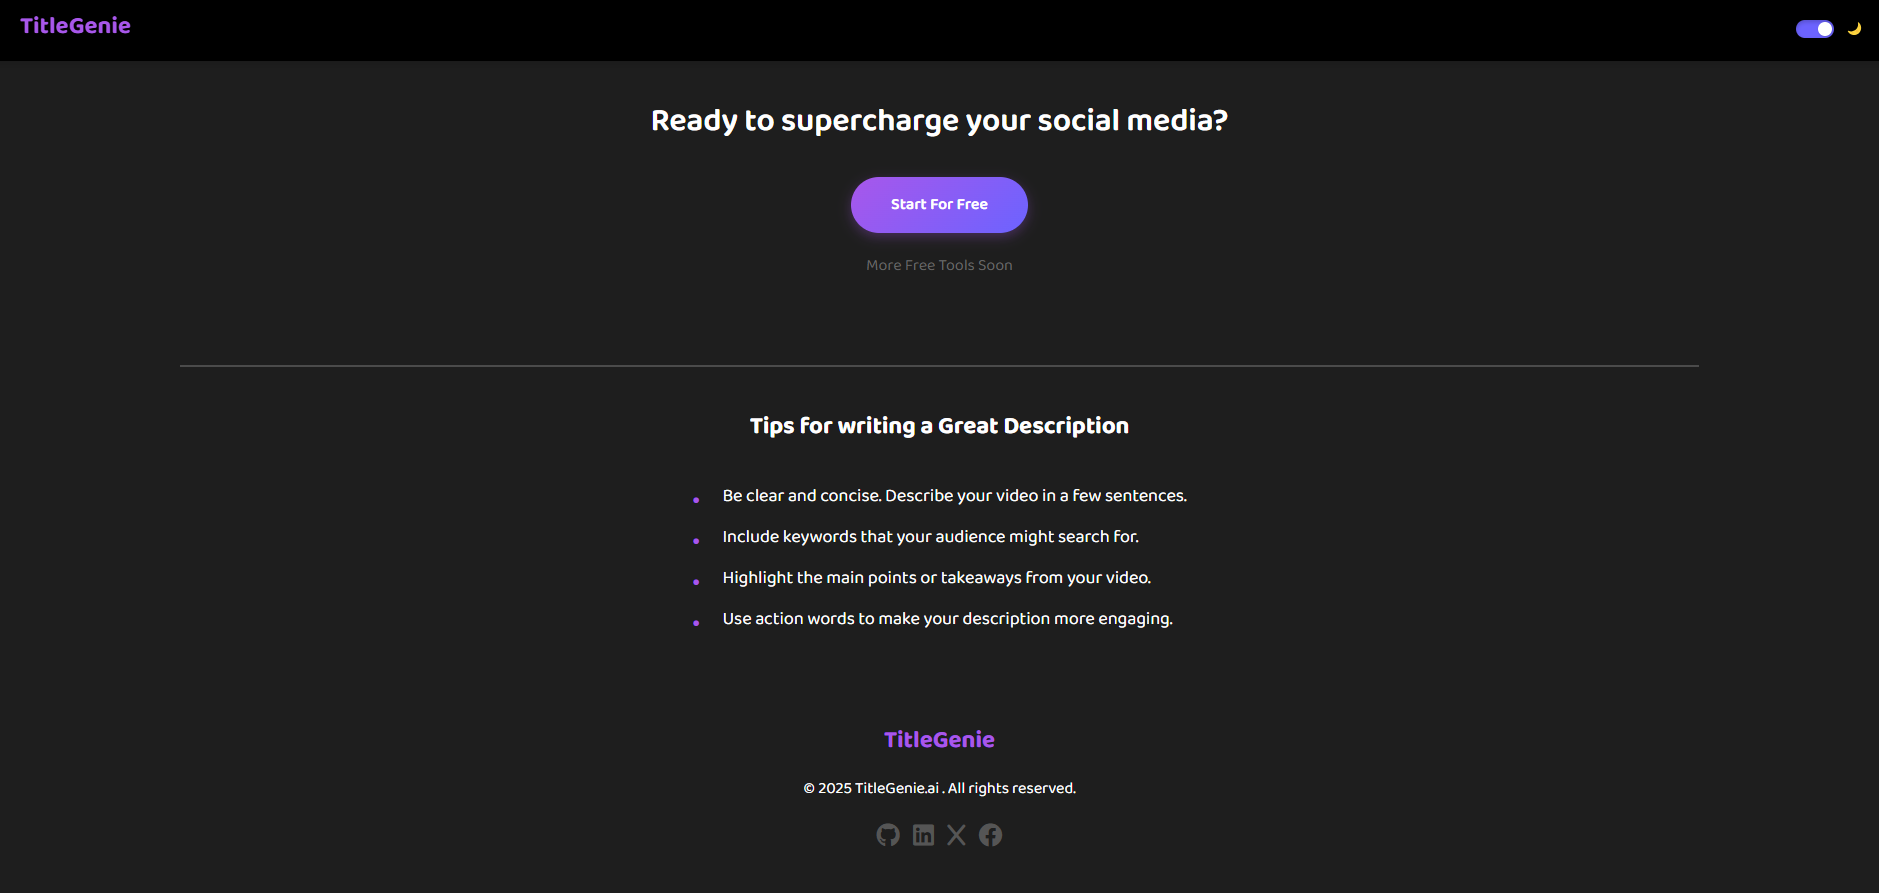 TitleGenie
Ready to supercharge your social media?
Start For Free
More Free Tools Soon
Tips for writing a Great Description
Be clear and concise. Describe your video in a few sentences.
Include keywords that your audience might search for.
Highlight the main points or takeaways from your video.
Use action words to make your description more engaging.
TitleGenie
© 2025 TitleGenie.ai . All rights reserved.